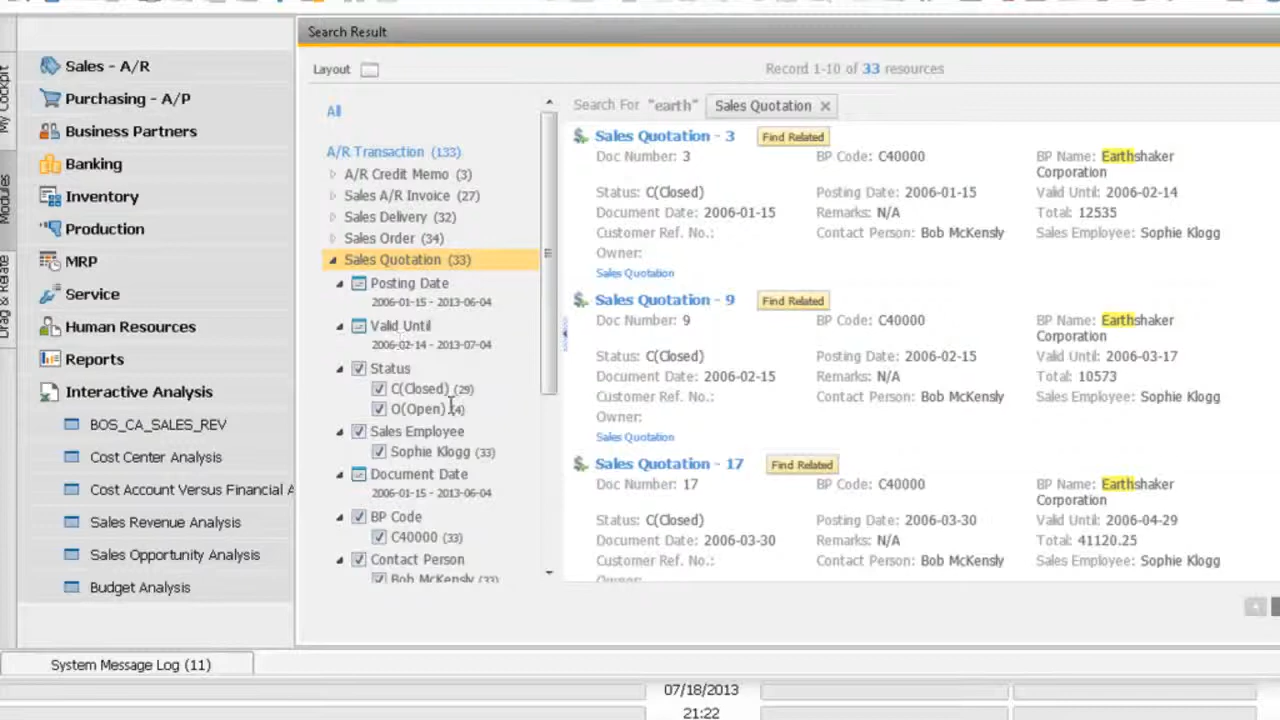 My Cockpit
Modules
Drag & Relate
Sales - A/R
Purchasing - A/P
Business Partners
Banking
Inventory
Production
MRP
Service
Human Resources
Reports
Interactive Analysis
BOS_CA_SALES_REV
Cost Center Analysis
Cost Account Versus Financial A
Sales Revenue Analysis
Sales Opportunity Analysis
Budget Analysis
Search Result
Layout
Record 1-10 of 33 resources
All
A/R Transaction (133)
A/R Credit Memo (3)
Sales A/R Invoice (27)
Sales Delivery (32)
Sales Order (34)
Sales Quotation (33)
Posting Date
2006-01-15 - 2013-06-04
Valid Until
2006-02-14 - 2013-07-04
Status
C(Closed) (29)
O(Open) (4)
Sales Employee
Sophie Klogg (33)
Document Date
2006-01-15 - 2013-06-04
BP Code
C40000 (33)
Contact Person
Bob McKensly (33)
Search For "earth" Sales Quotation ×
Sales Quotation - 3 Find Related
Doc Number: 3 BP Code: C40000 BP Name: Earthshaker
Corporation
Status: C(Closed) Posting Date: 2006-01-15 Valid Until: 2006-02-14
Document Date: 2006-01-15 Remarks: N/A Total: 12535
Customer Ref. No.: Contact Person: Bob McKensly Sales Employee: Sophie Klogg
Owner:
Sales Quotation
Sales Quotation - 9 Find Related
Doc Number: 9 BP Code: C40000 BP Name: Earthshaker
Corporation
Status: C(Closed) Posting Date: 2006-02-15 Valid Until: 2006-03-17
Document Date: 2006-02-15 Remarks: N/A Total: 10573
Customer Ref. No.: Contact Person: Bob McKensly Sales Employee: Sophie Klogg
Owner:
Sales Quotation
Sales Quotation - 17 Find Related
Doc Number: 17 BP Code: C40000 BP Name: Earthshaker
Corporation
Status: C(Closed) Posting Date: 2006-03-30 Valid Until: 2006-04-29
Document Date: 2006-03-30 Remarks: N/A Total: 41120.25
Customer Ref. No.: Contact Person: Bob McKensly Sales Employee: Sophie Klogg
Owner:
System Message Log (11)
07/18/2013
21:22